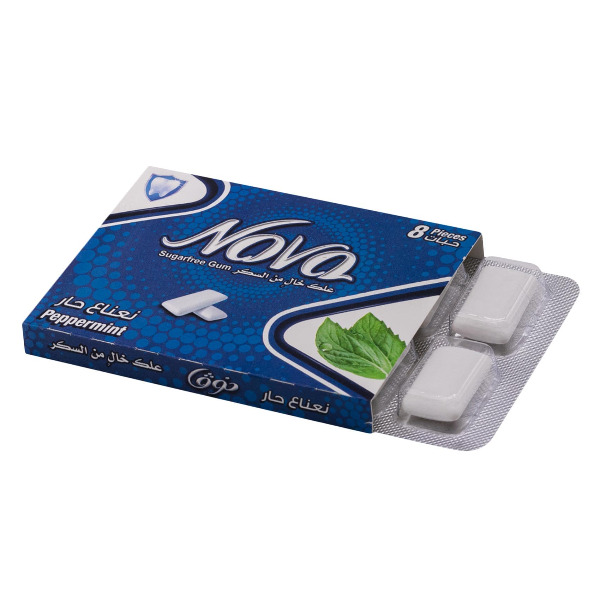 8 Pieces
حبات
Nova
Sugarfree Gum علك خالٍ من السكر
نعناع حار
Peppermint
علك خالٍ من السكر
نوڤا
نعناع حار